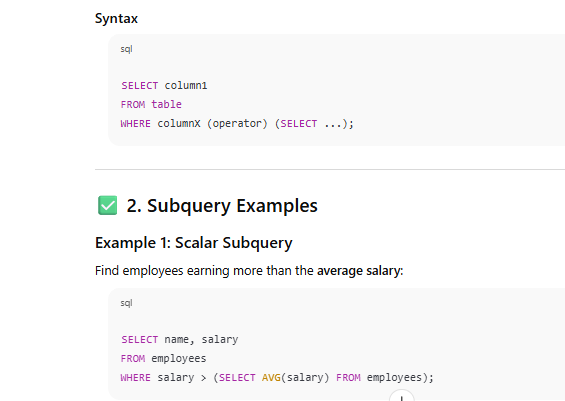 Syntax
sql
SELECT column1
FROM table
WHERE columnX (operator) (SELECT ...);
✅ 2. Subquery Examples
Example 1: Scalar Subquery
Find employees earning more than the average salary:
sql
SELECT name, salary
FROM employees
WHERE salary > (SELECT AVG(salary) FROM employees);